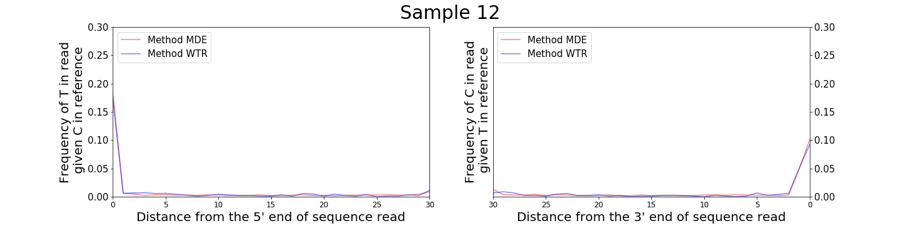 Sample 12
Frequency of T in read
given C in reference
0.30
0.25
0.20
0.15
0.10
0.05
0.00
Method MDE
Method WTR
0 5 10 15 20 25 30
Distance from the 5' end of sequence read
Frequency of C in read
given T in reference
Method MDE
Method WTR
0.30
0.25
0.20
0.15
0.10
0.05
0.00
30 25 20 15 10 5 0
Distance from the 3' end of sequence read